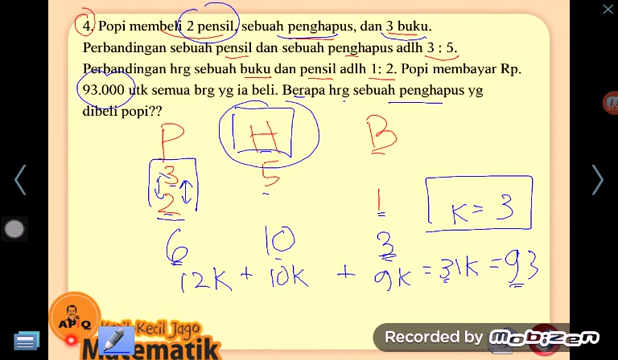 4. Popi membeli 2 pensil, sebuah penghapus, dan 3 buku.
Perbandingan sebuah pensil dan sebuah penghapus adlh 3 : 5.
Perbandingan hrg sebuah buku dan pensil adlh 1: 2. Popi membayar Rp.
93.000 utk semua brg yg ia beli. Berapa hrg sebuah penghapus yg
dibeli popi??
P H B
3 5
2 1 K = 3
6 10 3
12K + 10K + 9K = 31K = 93
APIQ
Kecil Jago
Matematik
Recorded by mobizen